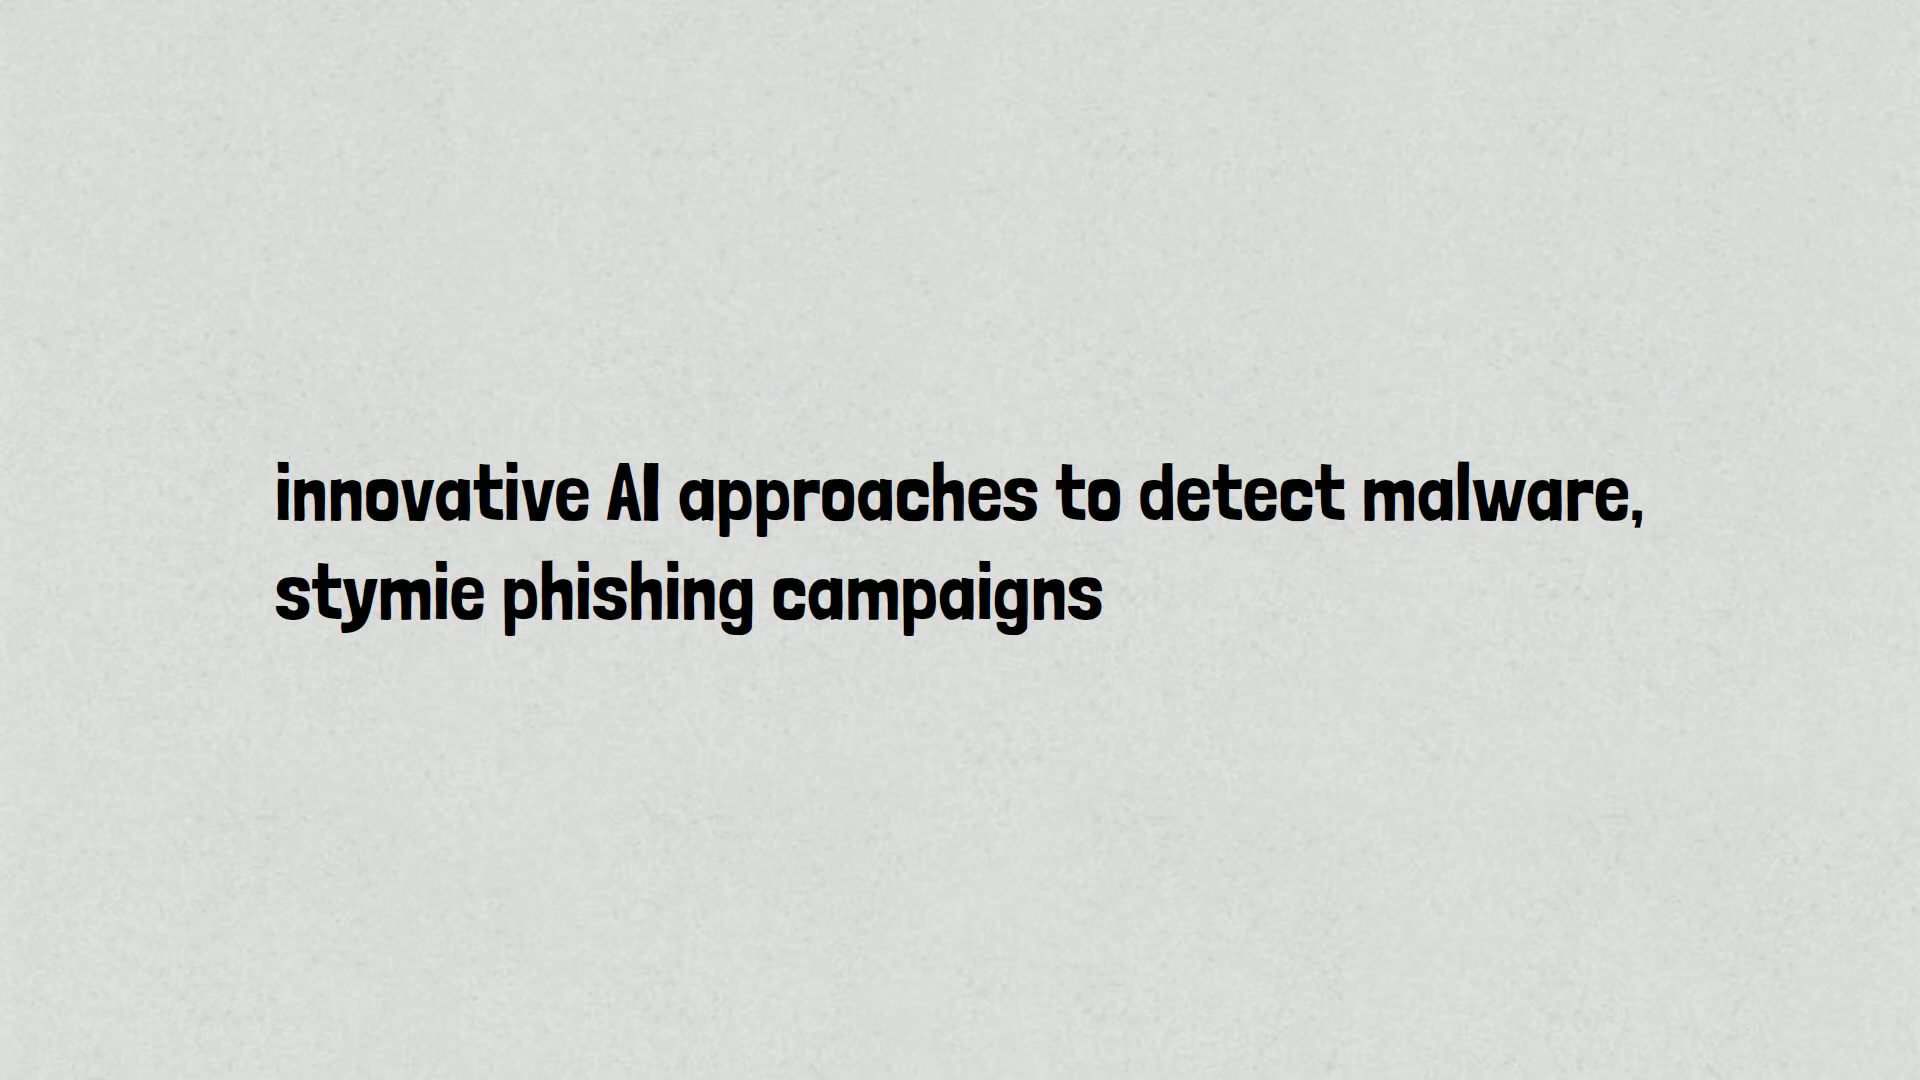 innovative AI approaches to detect malware,
stymie phishing campaigns